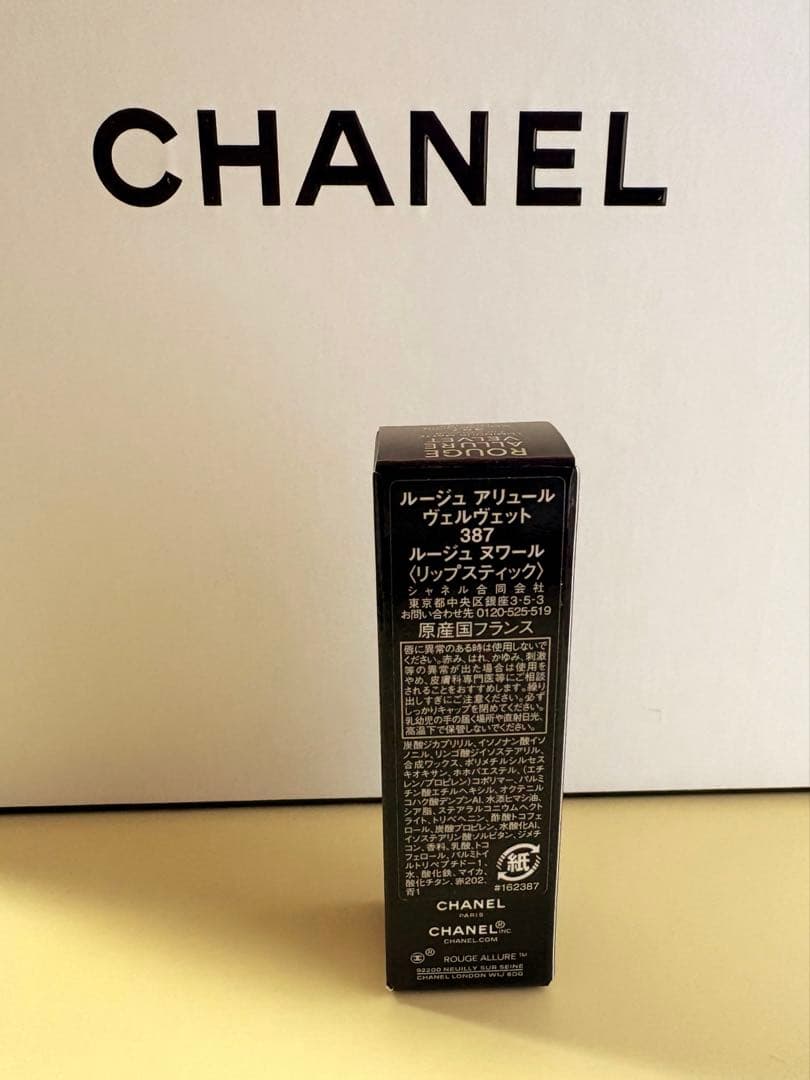 CHANEL
ROUGE
ALLURE
VELVET
ルージュ アリュール
ヴェルヴェット
387
ルージュ ヌワール
〈リップスティック〉
シャネル合同会社
東京都中央区銀座3-5-3
お問い合わせ先 0120-525-519
原産国フランス
唇に異常のある時は使用しないで
ください。赤み、はれ、かゆみ、刺激
等の異常が出た場合は使用を
やめ、皮膚科専門医等にご相談
されることをおすすめします。繰り
出しすぎにご注意ください。必ず
しっかりキャップを閉めてください。
乳幼児の手の届く場所や直射日光、
高温下で保管しないでください。
炭酸ジカプリリル、イソノナン酸イソ
ノニル、リンゴ酸ジイソステアリル、
合成ワックス、ポリメチルシルセス
キオキサン、ホホバエステル、(エチ
レン/プロピレン)コポリマー、パルミ
チン酸エチルヘキシル、オクテニル
コハク酸デンプンAl、水添ヒマシ油、
シア脂、ステアラルコニウムヘクト
ライト、トリベヘニン、酢酸トコフェ
ロール、炭酸プロピレン、水酸化Al、
イソステアリン酸ソルビタン、ジメチ
コン、香料、乳酸、トコ
フェロール、パルミトイ
ルトリペプチド-1、
水、酸化鉄、マイカ、
酸化チタン、赤202、
青1
紙
#162387
CHANEL
PARIS
CHANEL® INC.
CHANEL.COM
® ROUGE ALLURE™
92200 NEUILLY SUR SEINE
CHANEL LONDON W1J 6DG